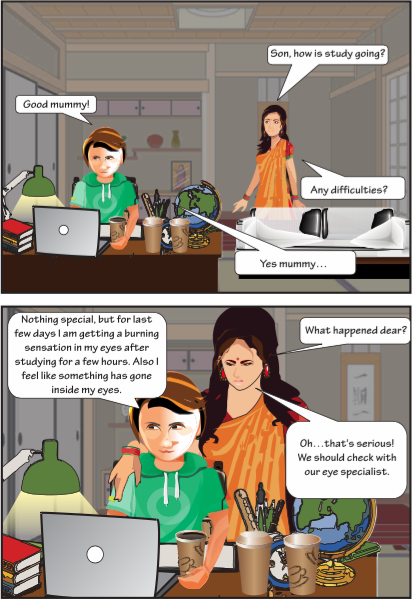 Son, how is study going?
Good mummy!
Any difficulties?
Yes mummy...
What happened dear?
Nothing special, but for last
few days I am getting a burning
sensation in my eyes after
studying for a few hours. Also I
feel like something has gone
inside my eyes.
Oh...that's serious!
We should check with
our eye specialist.